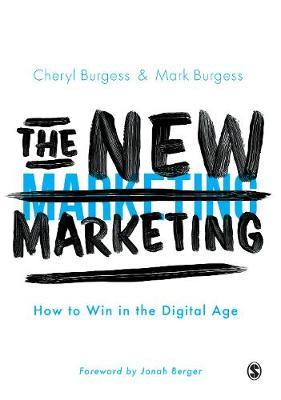 Cheryl Burgess & Mark Burgess
THE NEW
MARKETING
MARKETING
How to Win in the Digital Age
Foreword by Jonah Berger
S